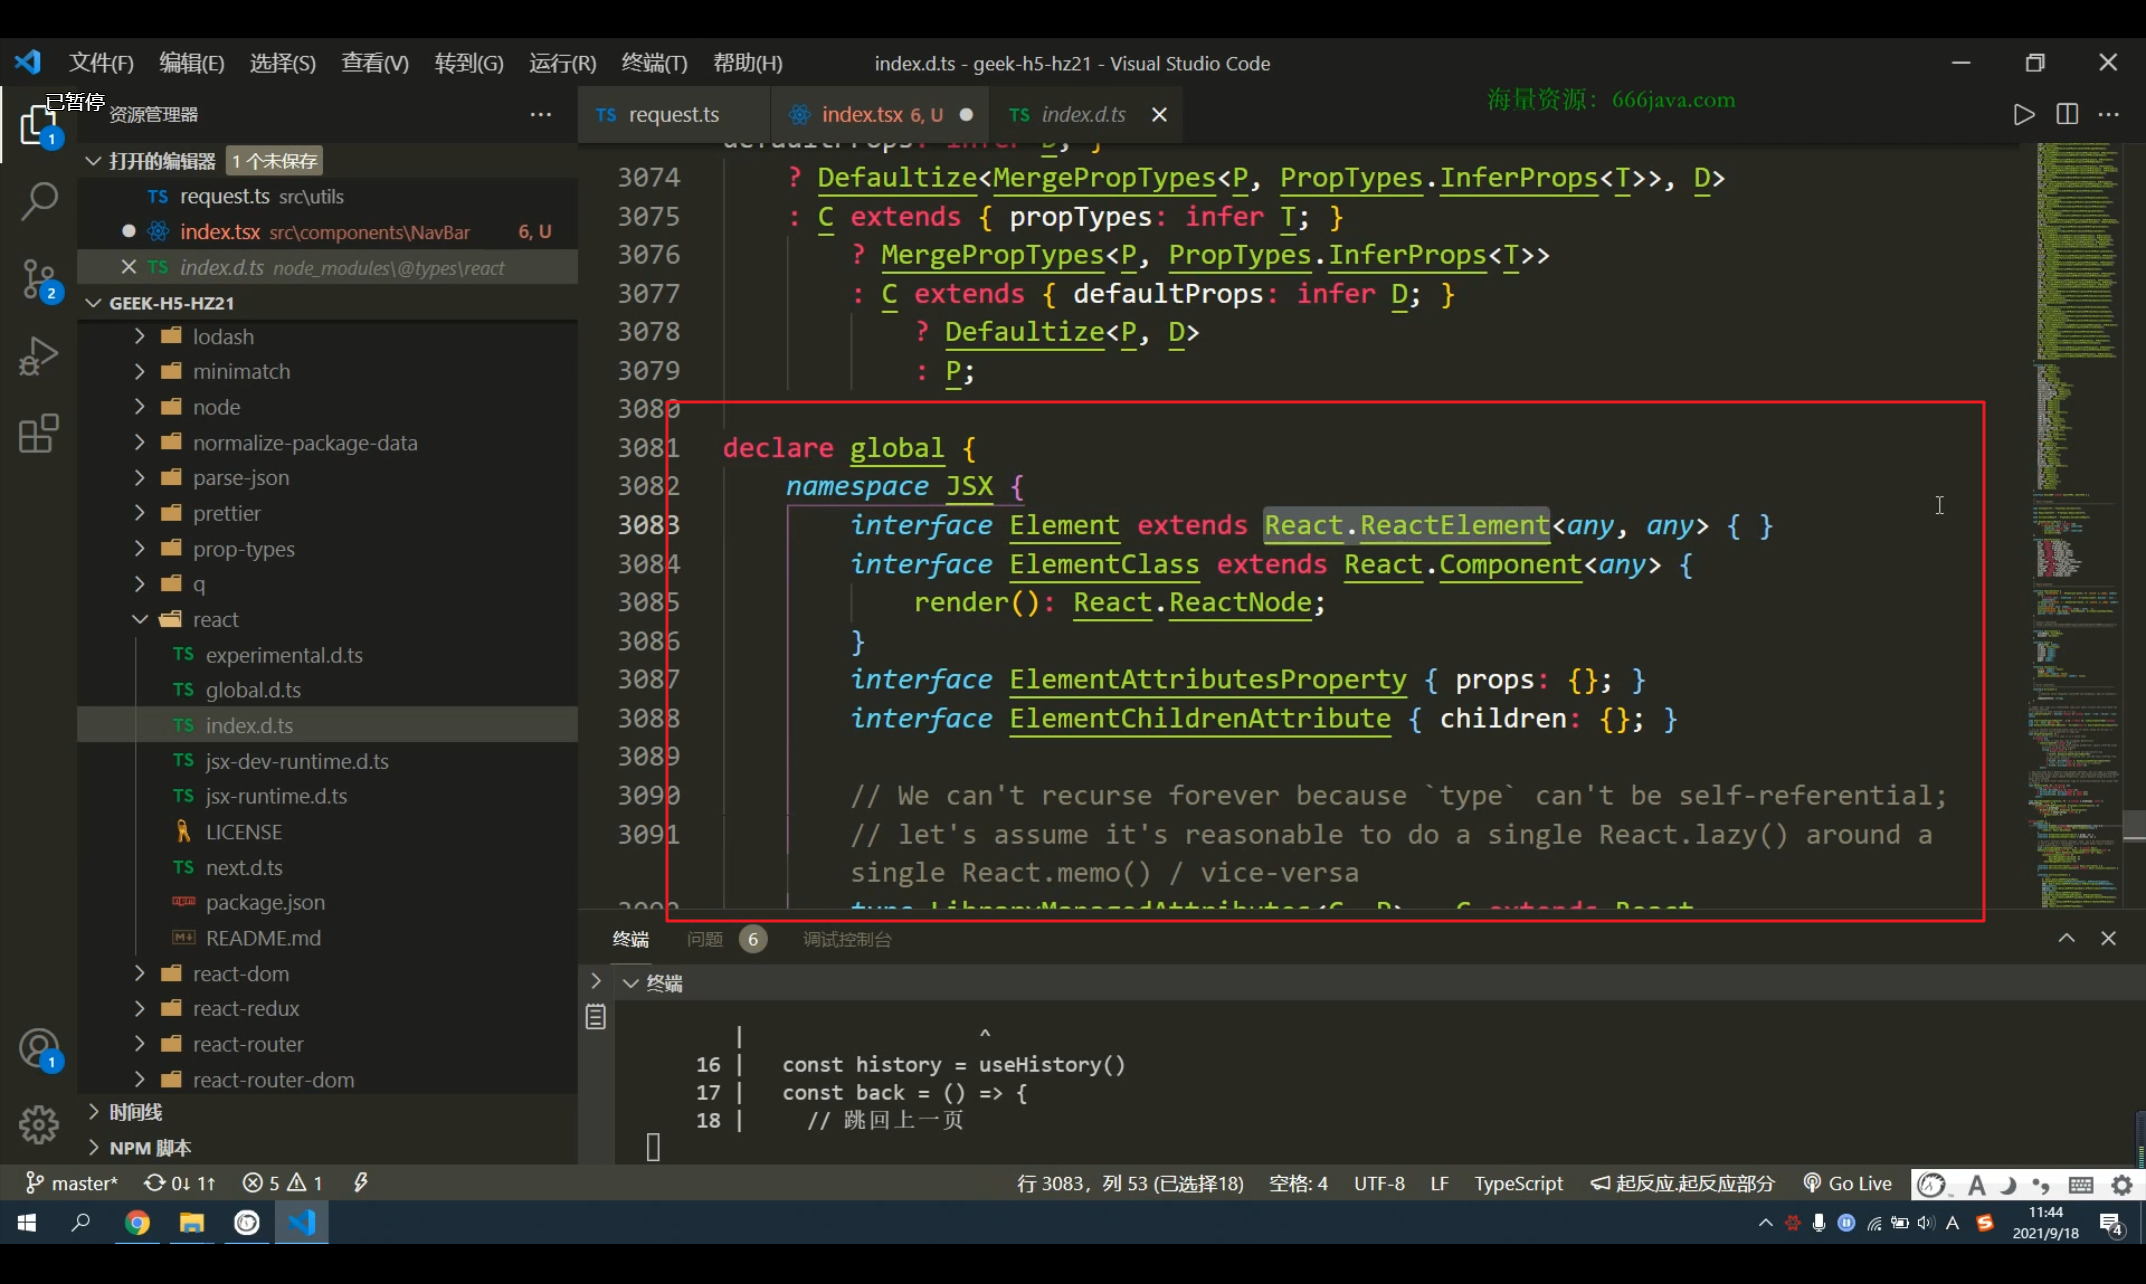 文件(F) 编辑(E) 选择(S) 查看(V) 转到(G) 运行(R) 终端(T) 帮助(H) index.d.ts - geek-h5-hz21 - Visual Studio Code
已暂停
海量资源：666java.com
资源管理器
1
request.ts
index.tsx 6, U
TS index.d.ts
打开的编辑器 1个未保存
TS request.ts src\utils
index.tsx src\components\NavBar 6, U
TS index.d.ts node_modules\@types\react
2
GEEK-H5-HZ21
lodash
minimatch
node
normalize-package-data
parse-json
prettier
prop-types
q
react
TS experimental.d.ts
TS global.d.ts
TS index.d.ts
TS jsx-dev-runtime.d.ts
TS jsx-runtime.d.ts
LICENSE
TS next.d.ts
package.json
README.md
react-dom
react-redux
react-router
react-router-dom
1
时间线
NPM 脚本
defaultProps: infer D; }
3074 ? Defaultize<MergePropTypes<P, PropTypes.InferProps<T>>, D>
3075 : C extends { propTypes: infer T; }
3076 ? MergePropTypes<P, PropTypes.InferProps<T>>
3077 : C extends { defaultProps: infer D; }
3078 ? Defaultize<P, D>
3079 : P;
3080
3081 declare global {
3082 namespace JSX {
3083 interface Element extends React.ReactElement<any, any> { }
3084 interface ElementClass extends React.Component<any> {
3085 render(): React.ReactNode;
3086 }
3087 interface ElementAttributesProperty { props: {}; }
3088 interface ElementChildrenAttribute { children: {}; }
3089
3090 // We can't recurse forever because `type` can't be self-referential;
3091 // let's assume it's reasonable to do a single React.lazy() around a
single React.memo() / vice-versa
3092 type LibraryManagedAttributes<C, P> = C extends React
终端 问题 6 调试控制台
终端
| ^
16 | const history = useHistory()
17 | const back = () => {
18 | // 跳回上一页
master* 0↓ 1↑ 5 1 行 3083，列 53 (已选择18) 空格: 4 UTF-8 LF TypeScript 起反应.起反应部分 Go Live
A
A
11:44
2021/9/18
4